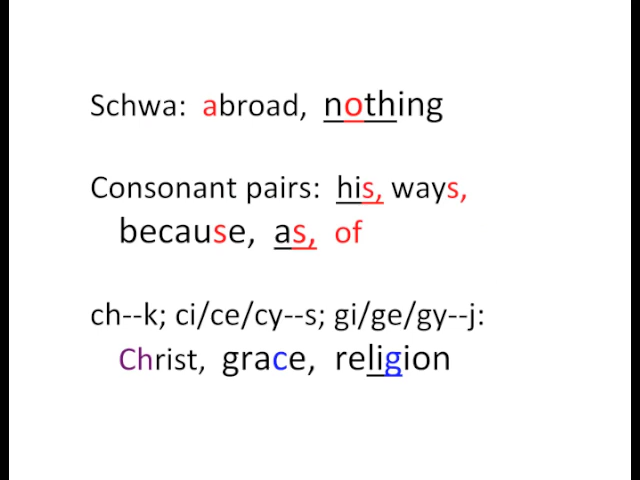 Schwa: abroad, nothing
Consonant pairs: his, ways,
because, as, of
ch--k; ci/ce/cy--s; gi/ge/gy--j:
Christ, grace, religion